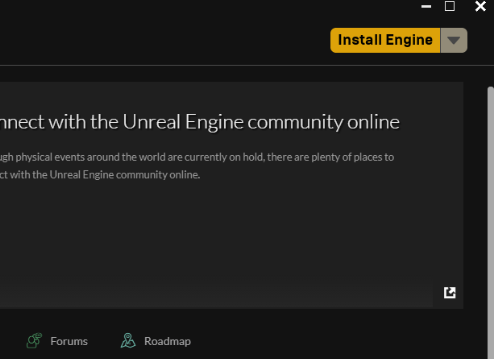 Install Engine
nnect with the Unreal Engine community online
ugh physical events around the world are currently on hold, there are plenty of places to
ct with the Unreal Engine community online.
Forums
Roadmap